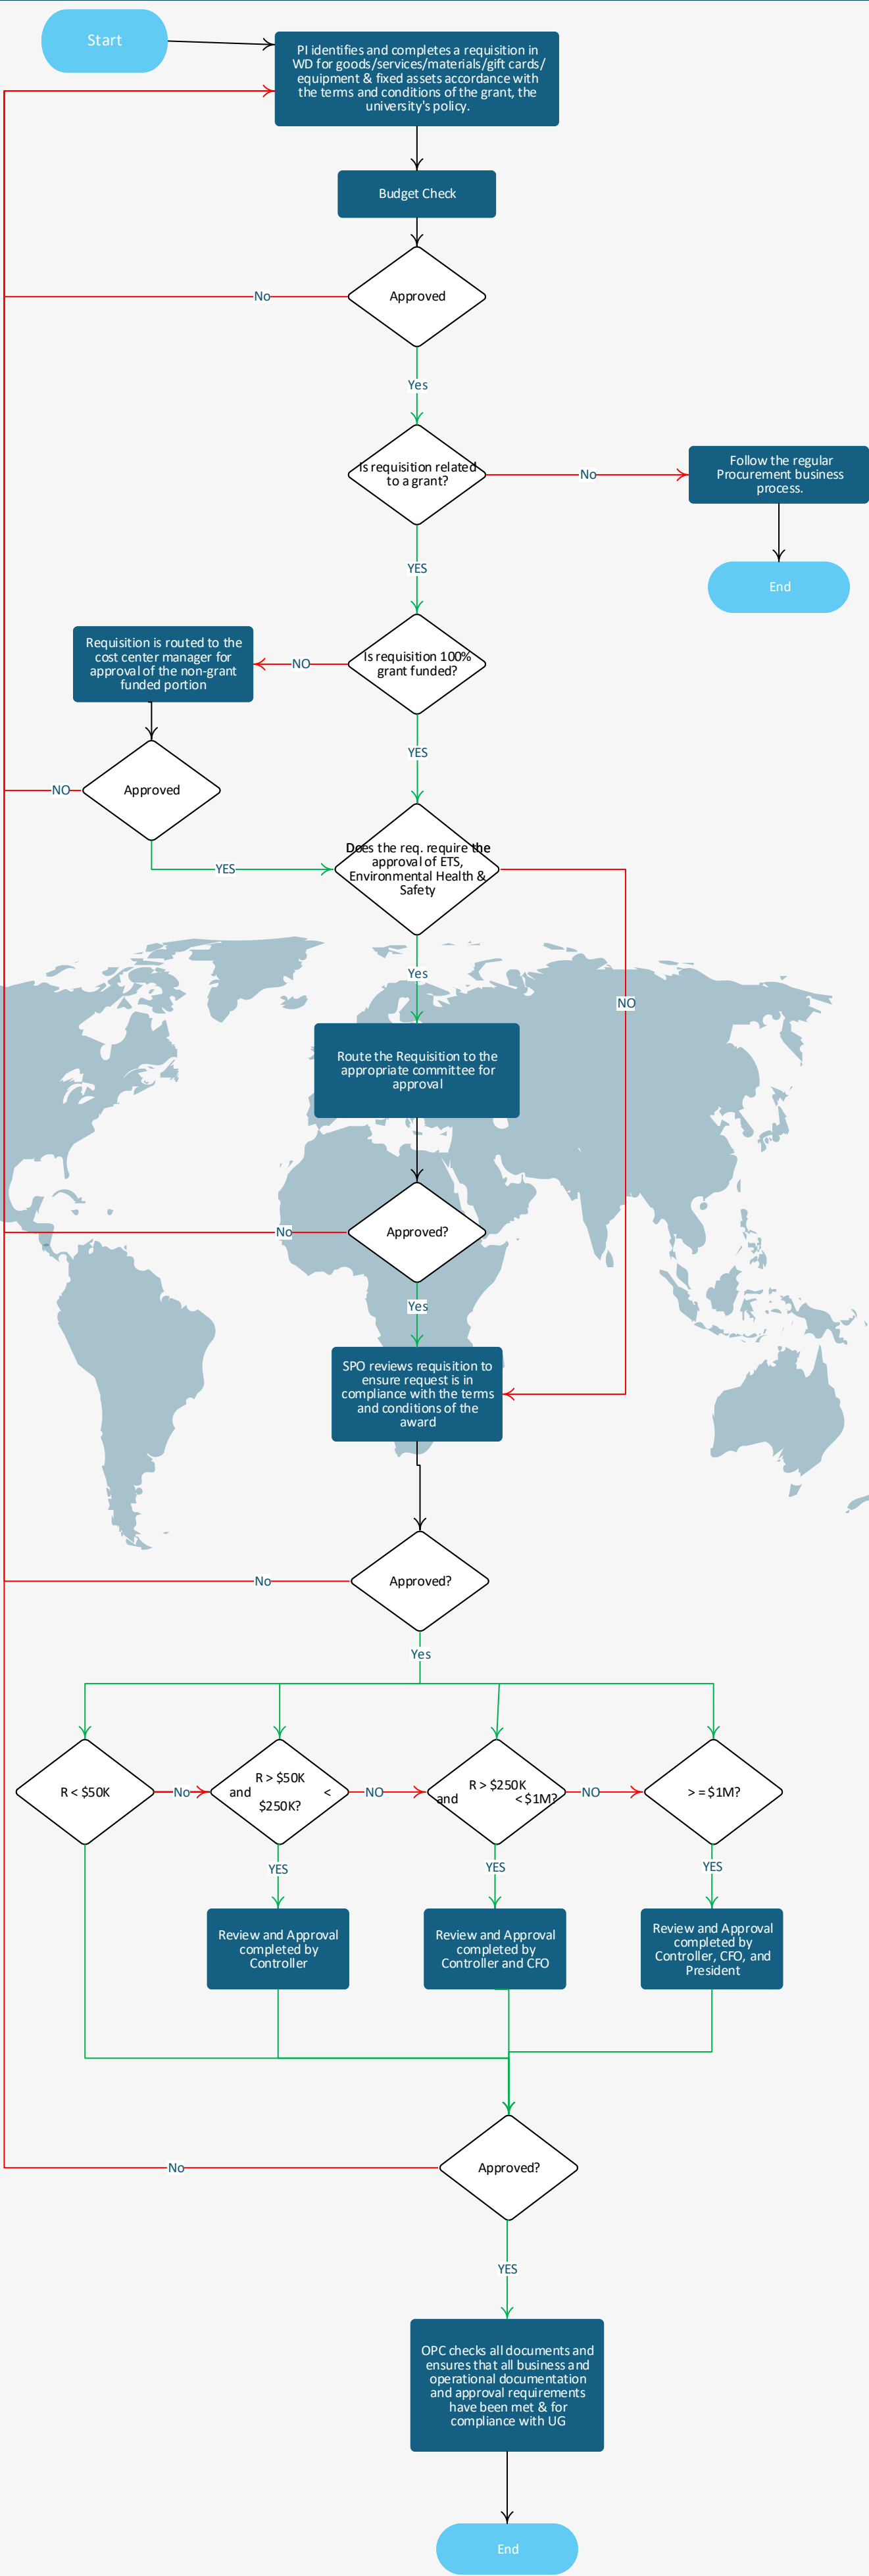 Start
PI identifies and completes a requisition in
WD for goods/services/materials/gift cards/
equipment & fixed assets accordance with
the terms and conditions of the grant, the
university's policy.
Budget Check
Approved
No
Yes
Is requisition related
to a grant?
No
Follow the regular
Procurement business
process.
End
YES
Is requisition 100%
grant funded?
NO
Requisition is routed to the
cost center manager for
approval of the non-grant
funded portion
YES
Approved
NO
YES
Does the req. require the
approval of ETS,
Environmental Health &
Safety
Yes
NO
Route the Requisition to the
appropriate committee for
approval
Approved?
No
Yes
SPO reviews requisition to
ensure request is in
compliance with the terms
and conditions of the
award
Approved?
No
Yes
R < $50K
No
R > $50K
and <
$250K?
NO
R > $250K
and < $1M?
NO
> = $1M?
YES
YES
YES
Review and Approval
completed by
Controller
Review and Approval
completed by
Controller and CFO
Review and Approval
completed by
Controller, CFO, and
President
Approved?
No
YES
OPC checks all documents and
ensures that all business and
operational documentation
and approval requirements
have been met & for
compliance with UG
End